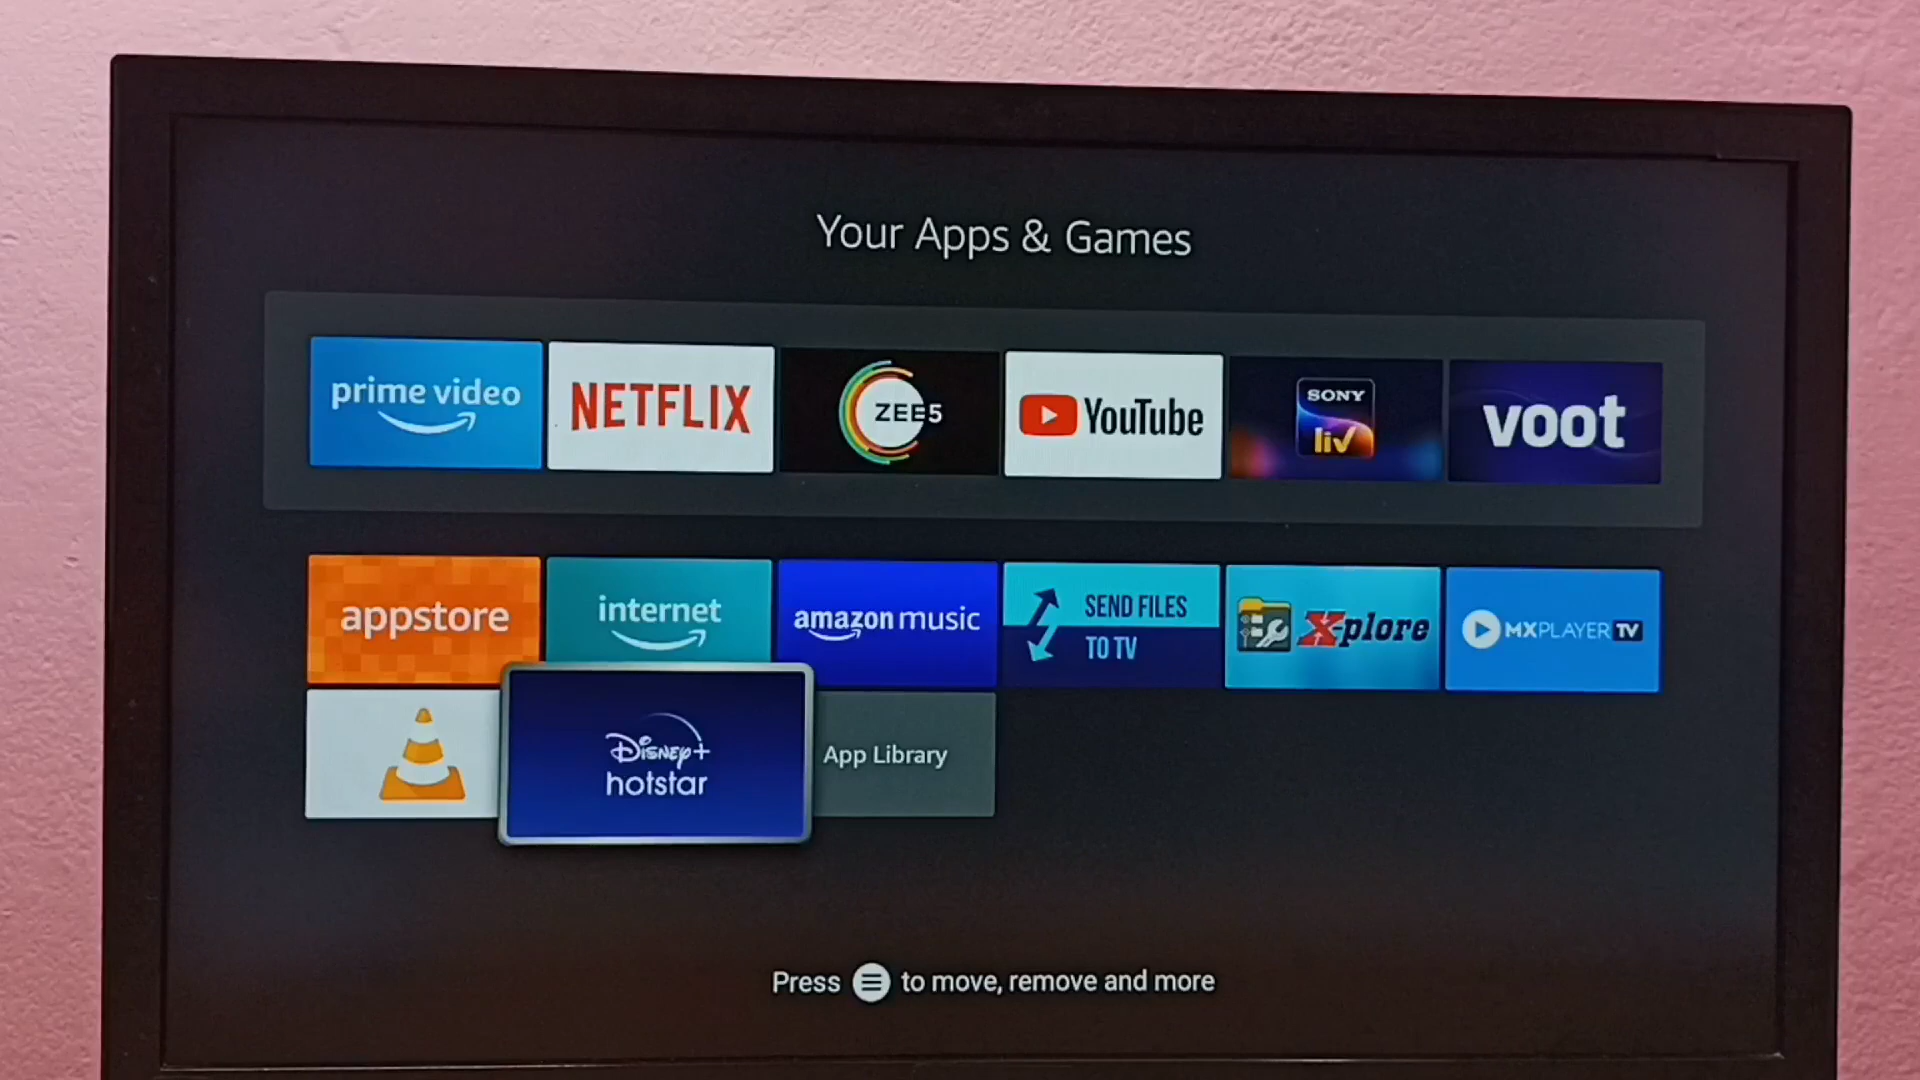 Your Apps & Games
prime video
NETFLIX
ZEE5
YouTube
SONY
liv
voot
appstore
internet
amazon music
SEND FILES
TO TV
X-plore
MXPLAYER TV
Disney+
hotstar
App Library
Press to move, remove and more